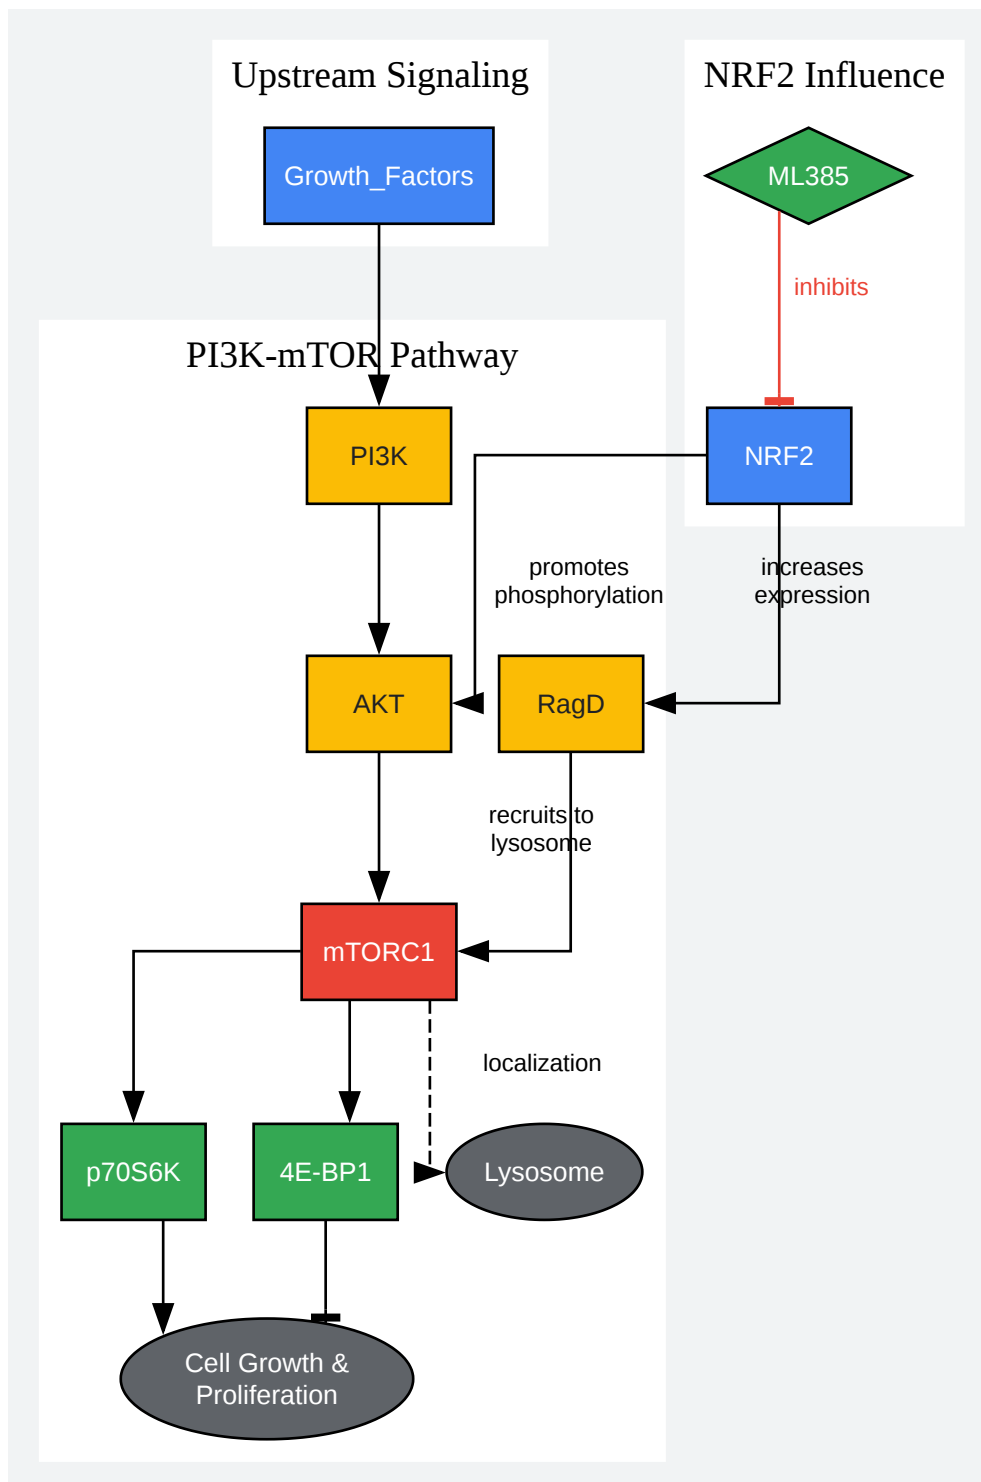 Upstream Signaling
NRF2 Influence
Growth_Factors
ML385
inhibits
PI3K-mTOR Pathway
PI3K
NRF2
promotes
phosphorylation
increases
expression
AKT
RagD
recruits to
lysosome
mTORC1
localization
p70S6K
4E-BP1
Lysosome
Cell Growth &
Proliferation